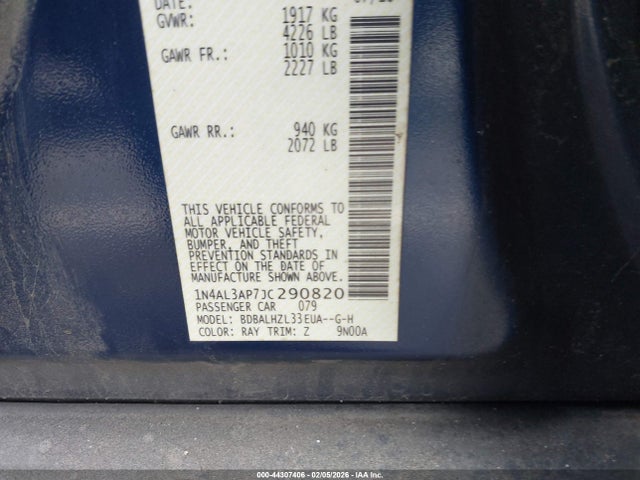 DATE:
GVWR: 1917 KG
4226 LB
GAWR FR.: 1010 KG
2227 LB
GAWR RR.: 940 KG
2072 LB
THIS VEHICLE CONFORMS TO
ALL APPLICABLE FEDERAL
MOTOR VEHICLE SAFETY,
BUMPER, AND THEFT
PREVENTION STANDARDS IN
EFFECT ON THE DATE OF
MANUFACTURE SHOWN ABOVE.
1N4AL3AP7JC290820
PASSENGER CAR 079
MODEL: BDBALHZL33EUA--G-H
COLOR: RAY TRIM: Z 9N00A
000-44307406 - 02/05/2026 - IAA Inc.